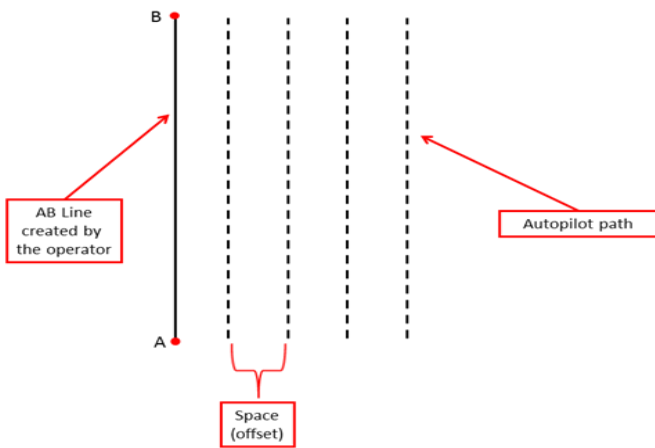 B
AB Line
created by
the operator
Autopilot path
A
Space
(offset)